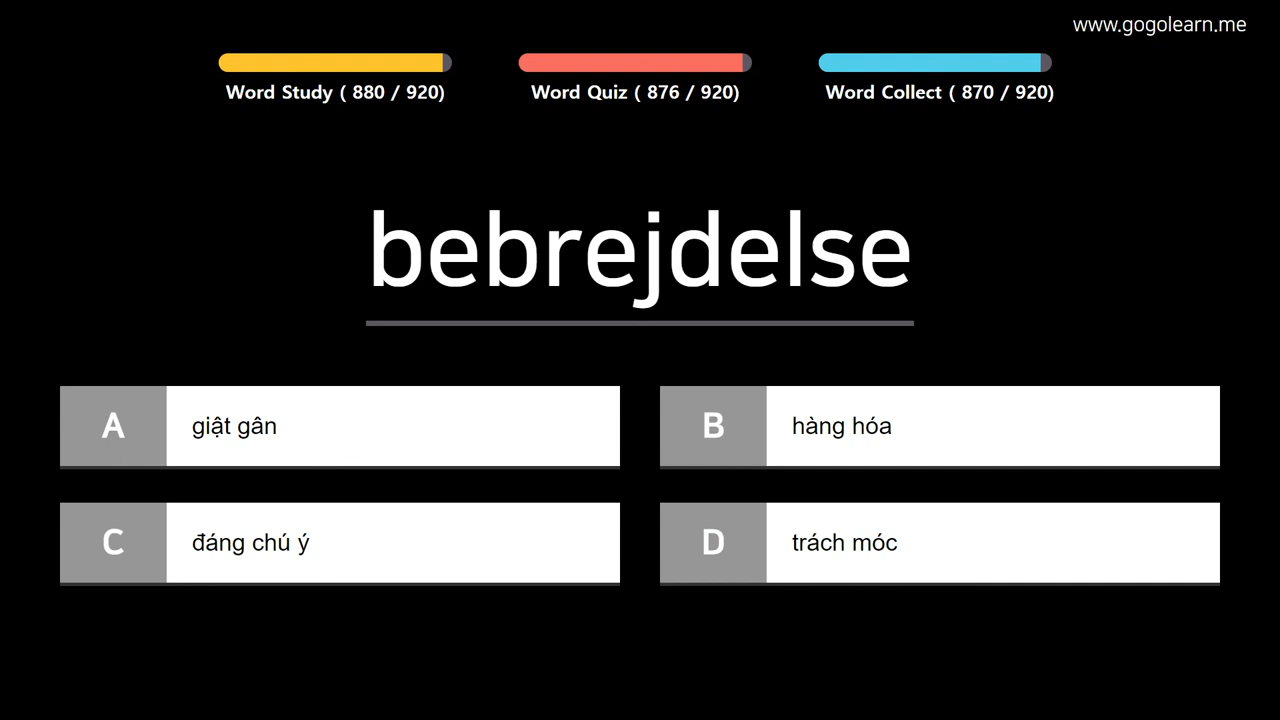 www.gogolearn.me
Word Study ( 880 / 920)
Word Quiz ( 876 / 920)
Word Collect ( 870 / 920)
bebrejdelse
A giật gân
B hàng hóa
C đáng chú ý
D trách móc